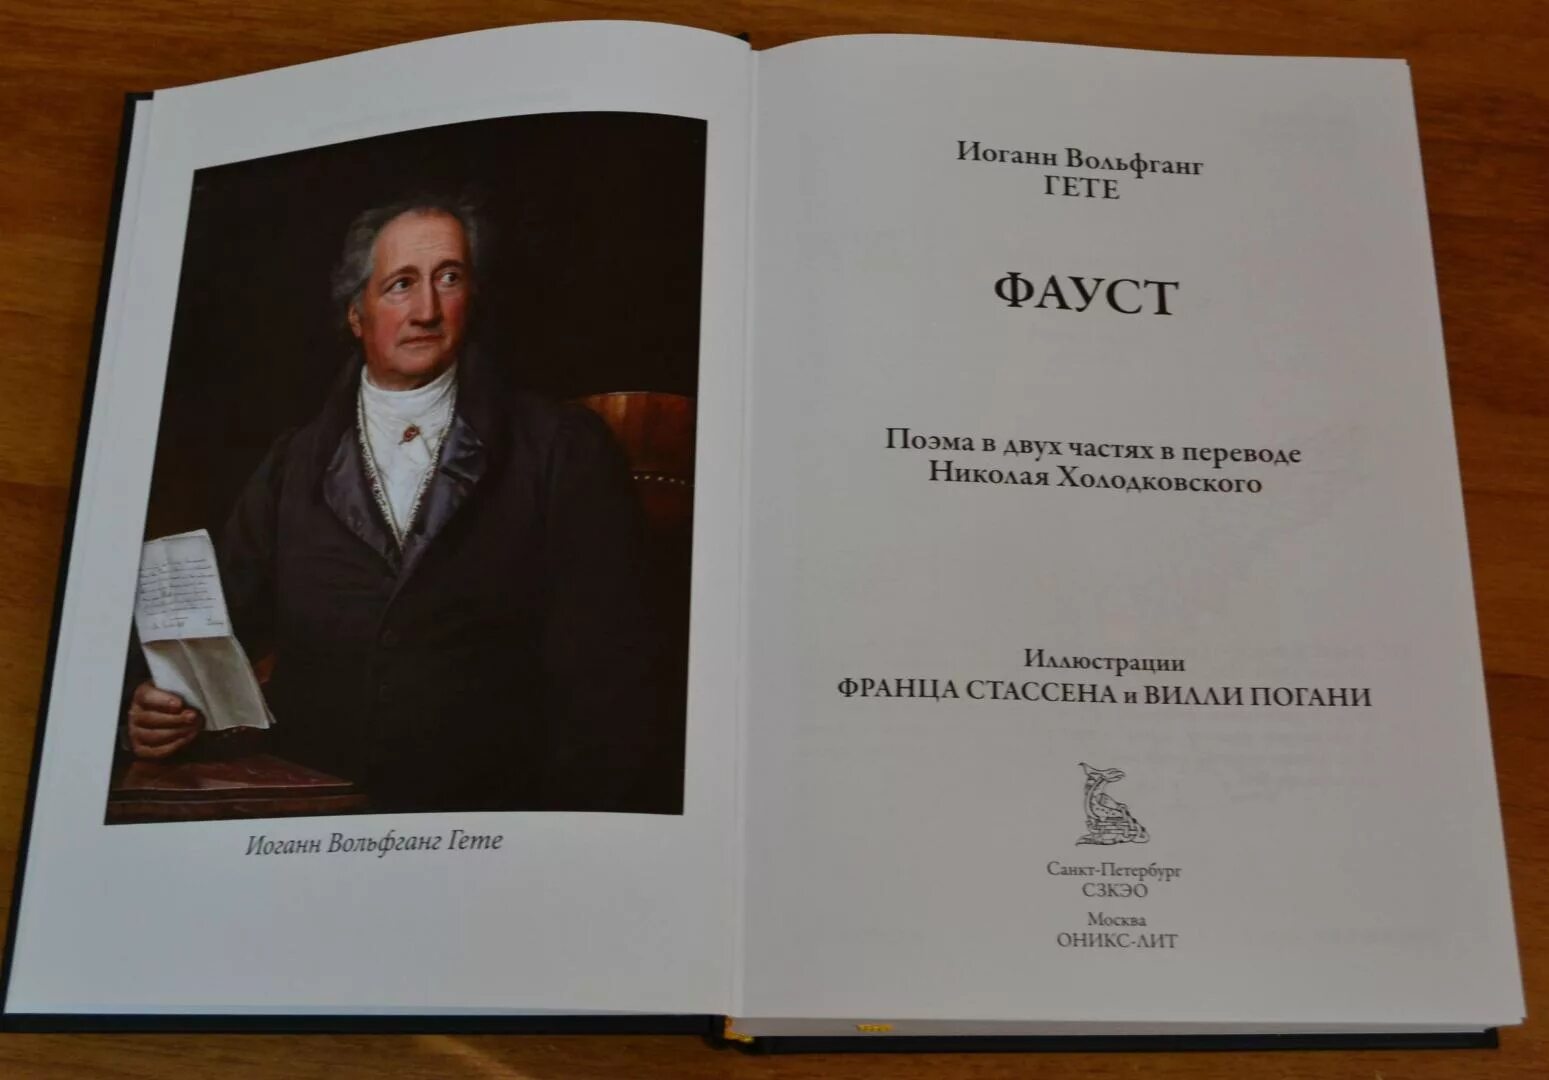 Иоганн Вольфганг Гете
Иоганн Вольфганг
ГЕТЕ
ФАУСТ
Поэма в двух частях в переводе
Николая Холодковского
Иллюстрации
ФРАНЦА СТАССЕНА и ВИЛЛИ ПОГАНИ
Санкт-Петербург
СЗКЭО
Москва
ОНИКС-ЛИТ